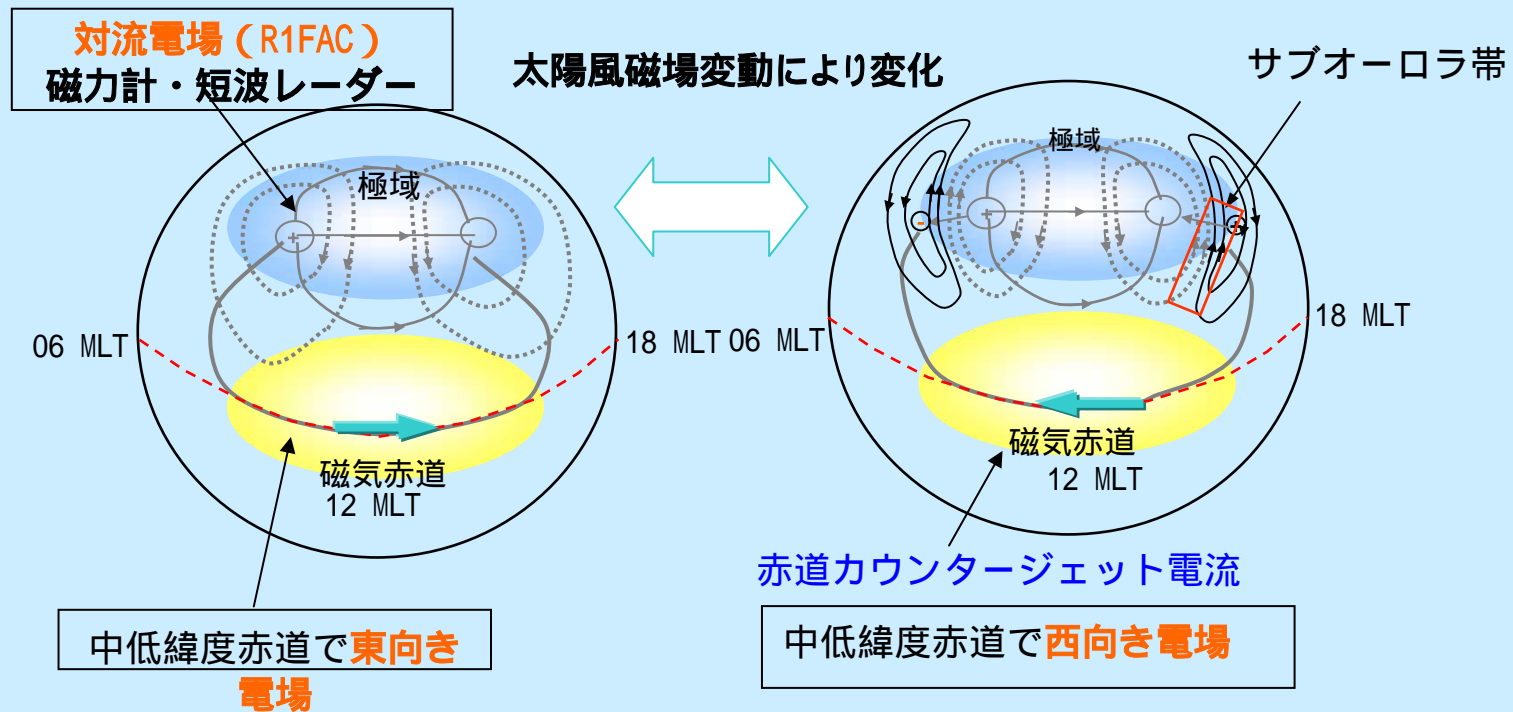 対流電場(R1FAC)
磁力計・短波レーダー
太陽風磁場変動により変化
サブオーロラ帯
極域
+
06 MLT
18 MLT
磁気赤道
12 MLT
中低緯度赤道で東向き
電場
極域
-
+
+
06 MLT
18 MLT
磁気赤道
12 MLT
赤道カウンタージェット電流
中低緯度赤道で西向き電場